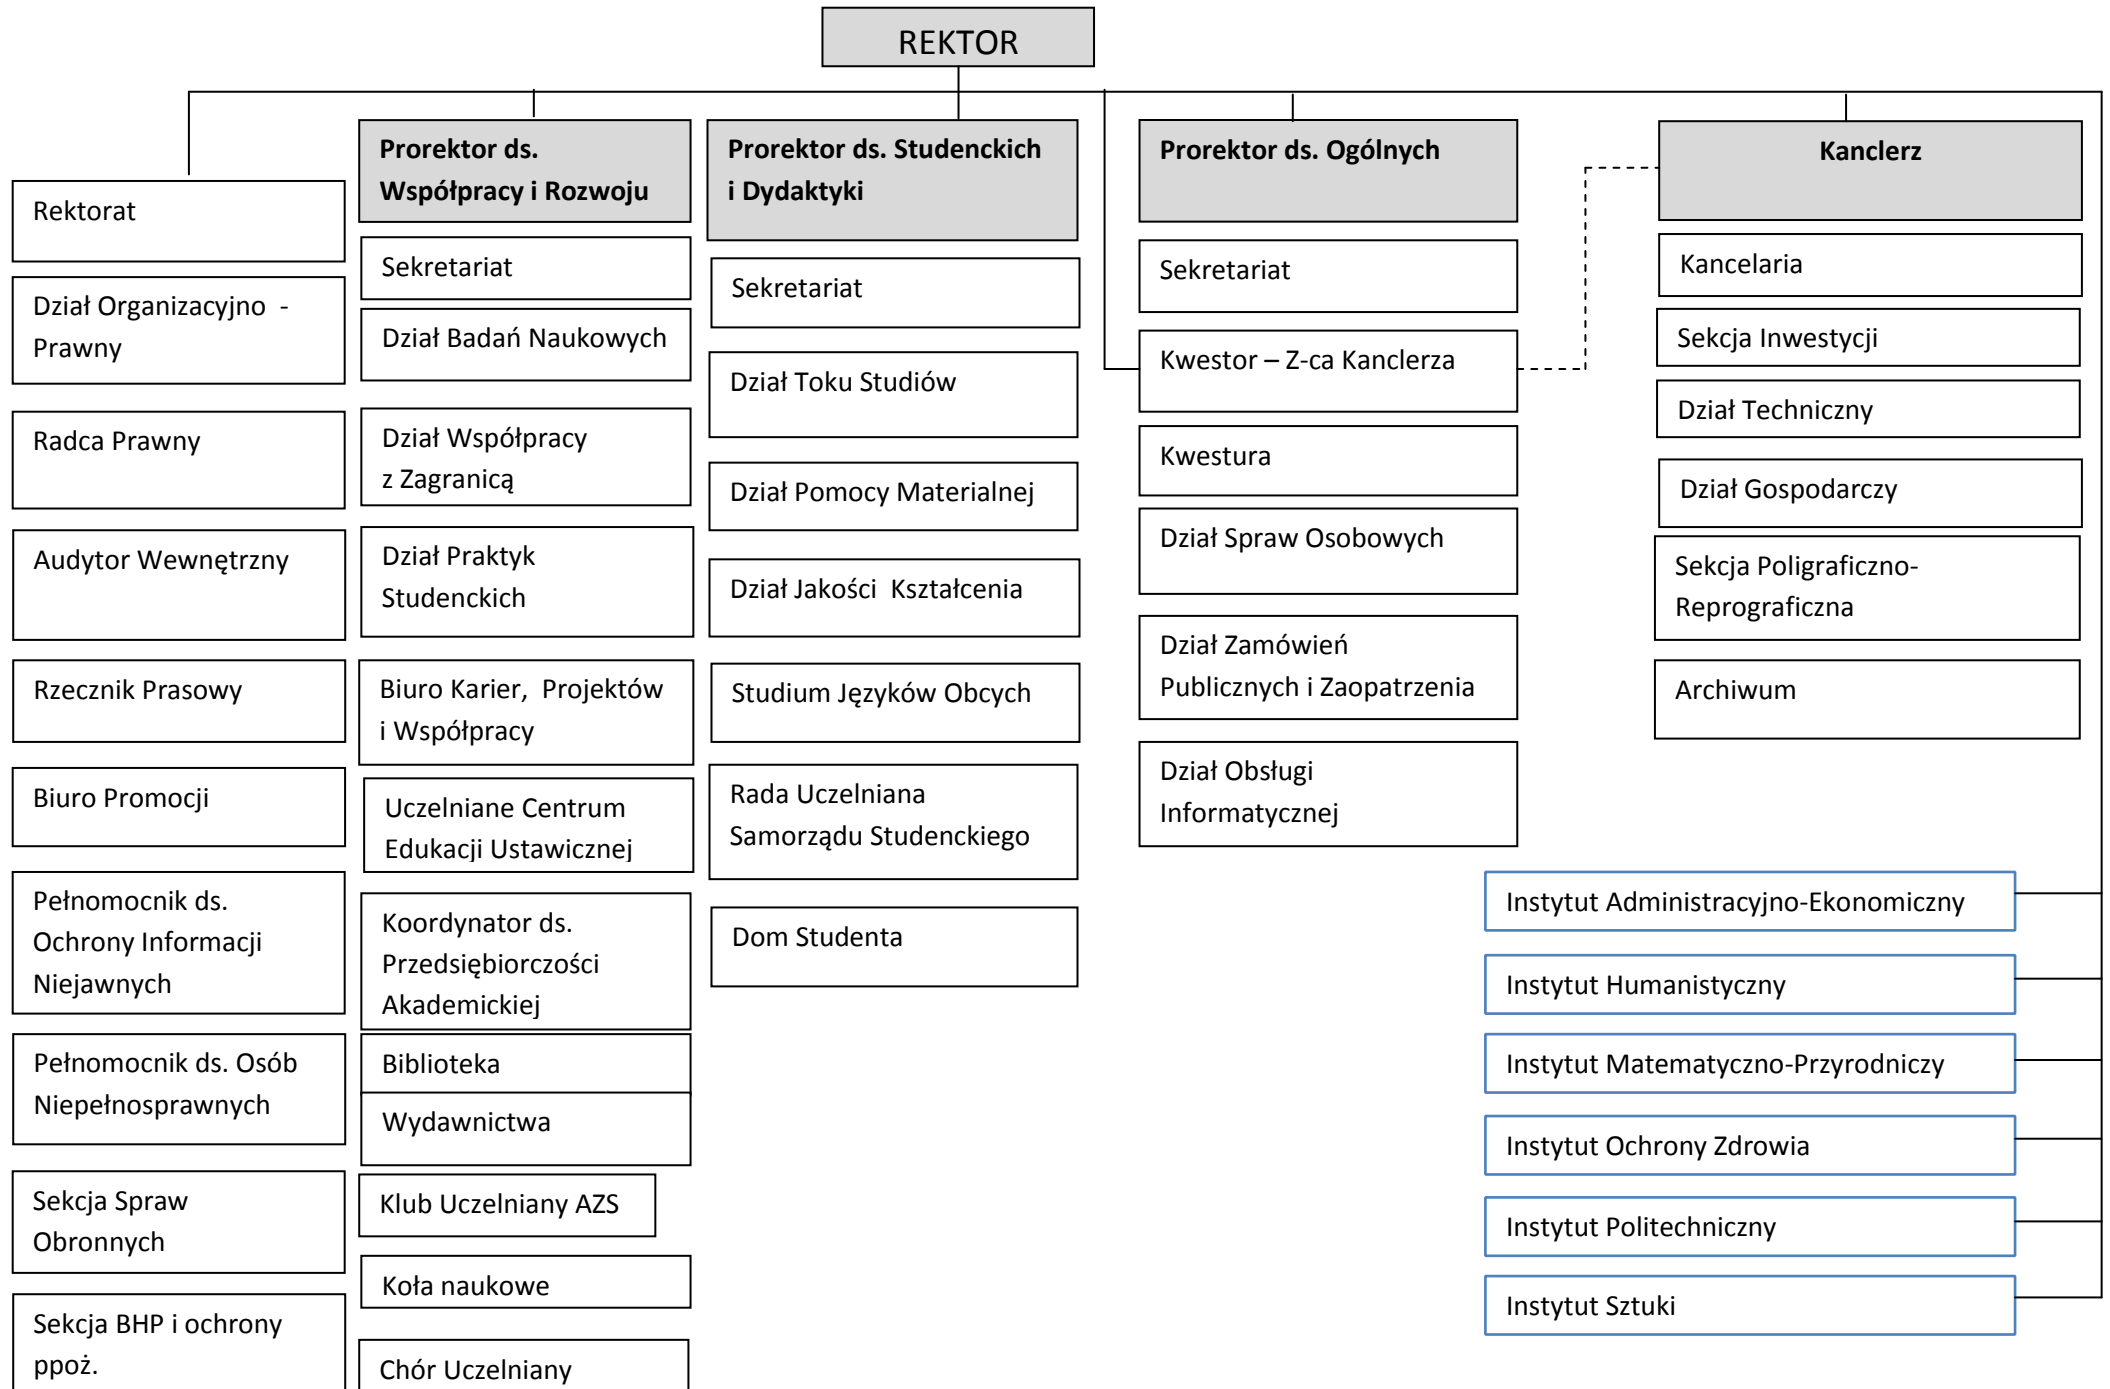 REKTOR
Rektorat
Dział Organizacyjno -
Prawny
Radca Prawny
Audytor Wewnętrzny
Rzecznik Prasowy
Biuro Promocji
Pełnomocnik ds.
Ochrony Informacji
Niejawnych
Pełnomocnik ds. Osób
Niepełnosprawnych
Sekcja Spraw
Obronnych
Sekcja BHP i ochrony
ppoż.
Prorektor ds.
Współpracy i Rozwoju
Sekretariat
Dział Badań Naukowych
Dział Współpracy
z Zagranicą
Dział Praktyk
Studenckich
Biuro Karier, Projektów
i Współpracy
Uczelniane Centrum
Edukacji Ustawicznej
Koordynator ds.
Przedsiębiorczości
Akademickiej
Biblioteka
Wydawnictwa
Klub Uczelniany AZS
Koła naukowe
Chór Uczelniany
Prorektor ds. Studenckich
i Dydaktyki
Sekretariat
Dział Toku Studiów
Dział Pomocy Materialnej
Dział Jakości Kształcenia
Studium Języków Obcych
Rada Uczelniana
Samorządu Studenckiego
Dom Studenta
Prorektor ds. Ogólnych
Sekretariat
Kwestor – Z-ca Kanclerza
Kwestura
Dział Spraw Osobowych
Dział Zamówień
Publicznych i Zaopatrzenia
Dział Obsługi
Informatycznej
Kanclerz
Kancelaria
Sekcja Inwestycji
Dział Techniczny
Dział Gospodarczy
Sekcja Poligraficzno-
Reprograficzna
Archiwum
Instytut Administracyjno-Ekonomiczny
Instytut Humanistyczny
Instytut Matematyczno-Przyrodniczy
Instytut Ochrony Zdrowia
Instytut Politechniczny
Instytut Sztuki